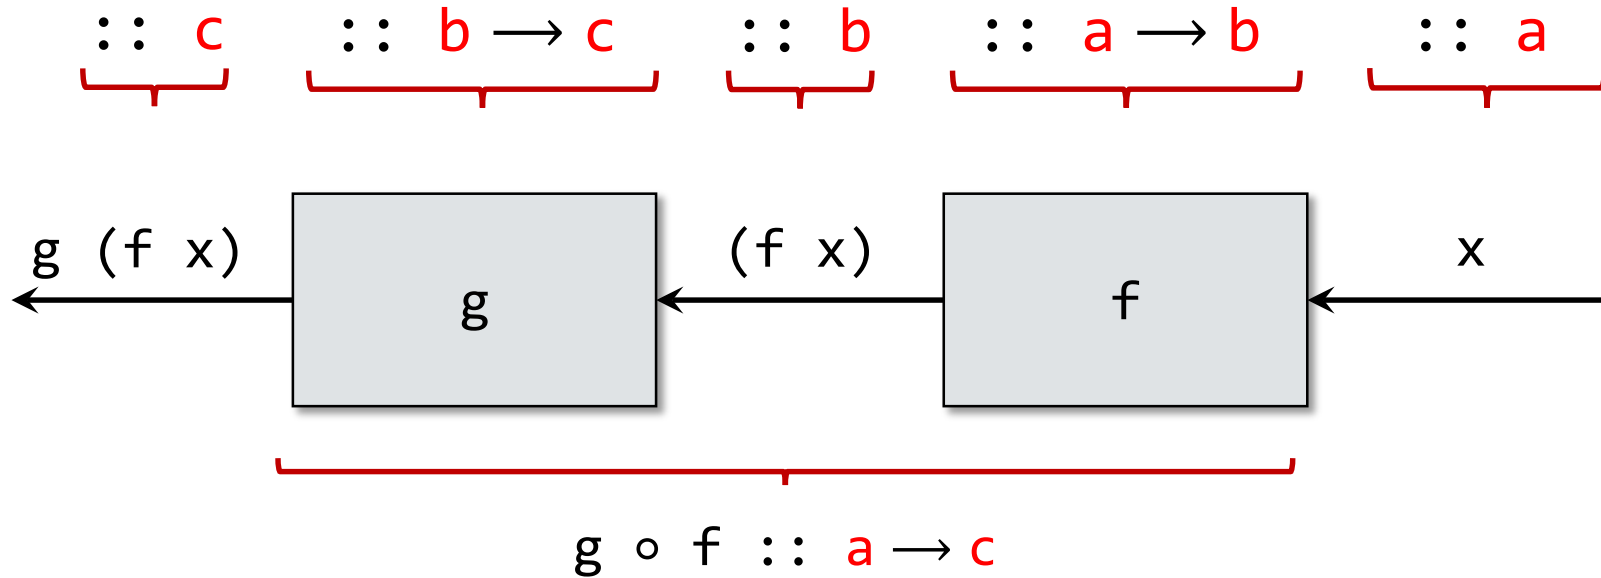 :: c :: b ⟶ c :: b :: a ⟶ b :: a
g (f x) (f x) x
g f
g ∘ f :: a ⟶ c